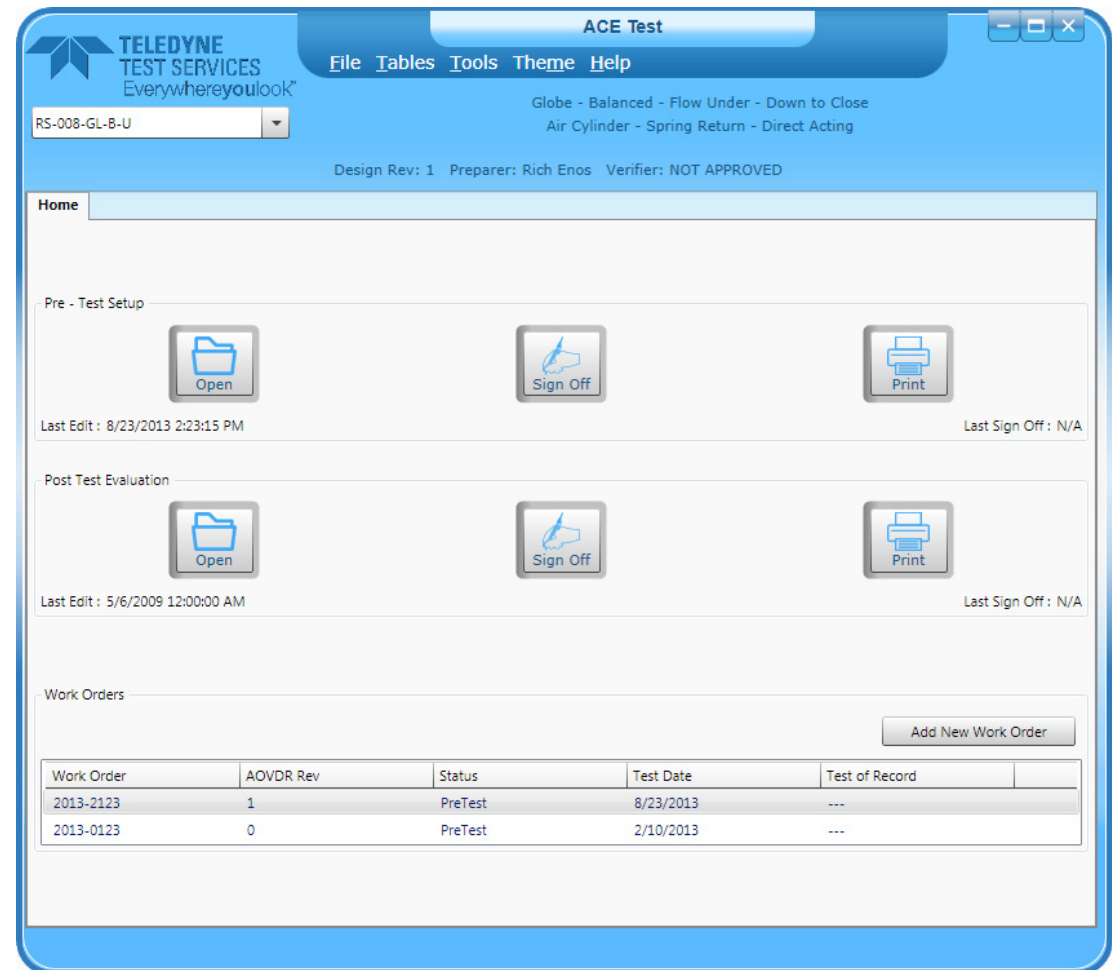 ACE Test
TELEDYNE
TEST SERVICES
Everywhereyoulook™
File Tables Tools Theme Help
RS-008-GL-B-U
Globe - Balanced - Flow Under - Down to Close
Air Cylinder - Spring Return - Direct Acting
Design Rev: 1 Preparer: Rich Enos Verifier: NOT APPROVED
Home
Pre - Test Setup
Open Sign Off Print
Last Edit : 8/23/2013 2:23:15 PM Last Sign Off : N/A
Post Test Evaluation
Open Sign Off Print
Last Edit : 5/6/2009 12:00:00 AM Last Sign Off : N/A
Work Orders
Add New Work Order
Work Order AOVDR Rev Status Test Date Test of Record
2013-2123 1 PreTest 8/23/2013 ---
2013-0123 0 PreTest 2/10/2013 ---